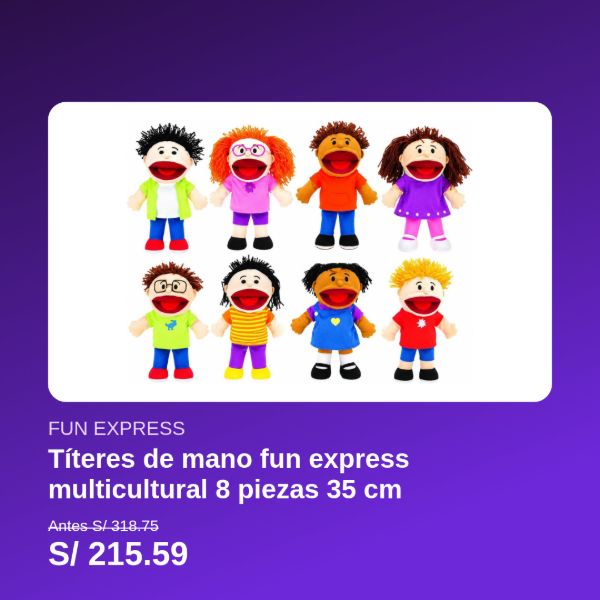 FUN EXPRESS
Títeres de mano fun express
multicultural 8 piezas 35 cm
Antes S/ 318.75
S/ 215.59